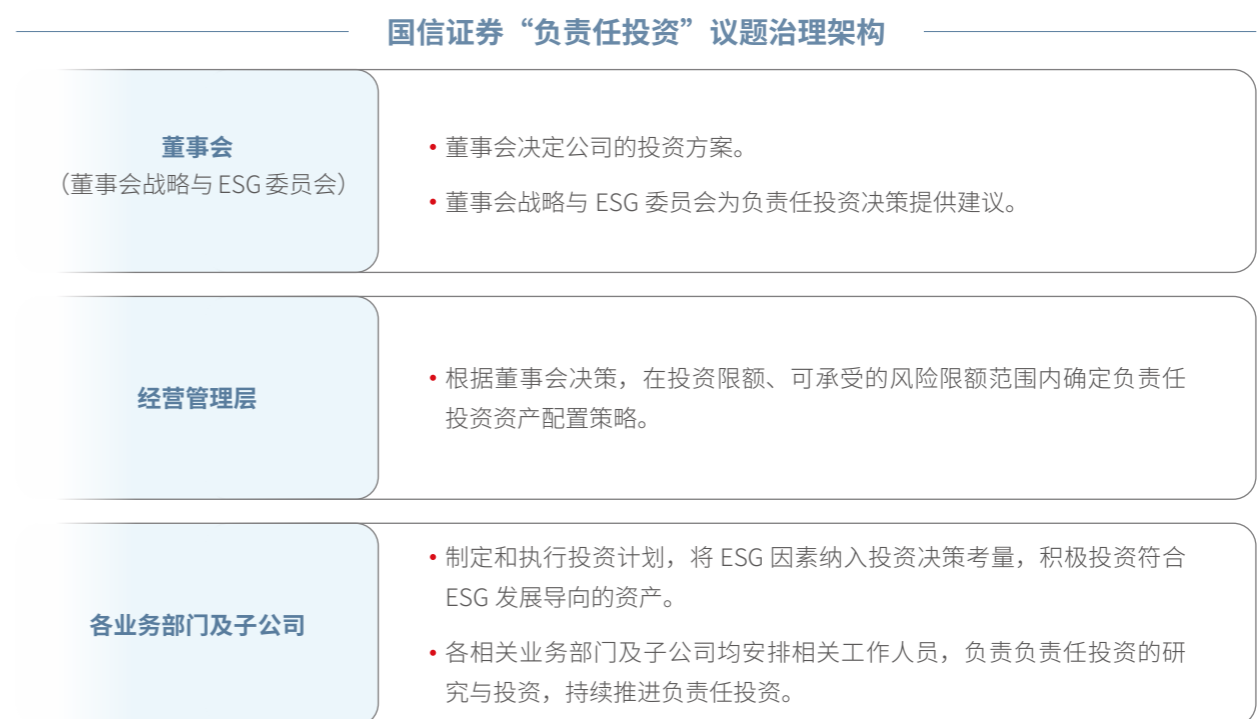 国信证券“负责任投资”议题治理架构
董事会
（董事会战略与 ESG 委员会）
• 董事会决定公司的投资方案。
• 董事会战略与 ESG 委员会为负责任投资决策提供建议。
经营管理层
• 根据董事会决策，在投资限额、可承受的风险限额范围内确定负责任
投资资产配置策略。
各业务部门及子公司
• 制定和执行投资计划，将 ESG 因素纳入投资决策考量，积极投资符合
ESG 发展导向的资产。
• 各相关业务部门及子公司均安排相关工作人员，负责负责任投资的研
究与投资，持续推进负责任投资。